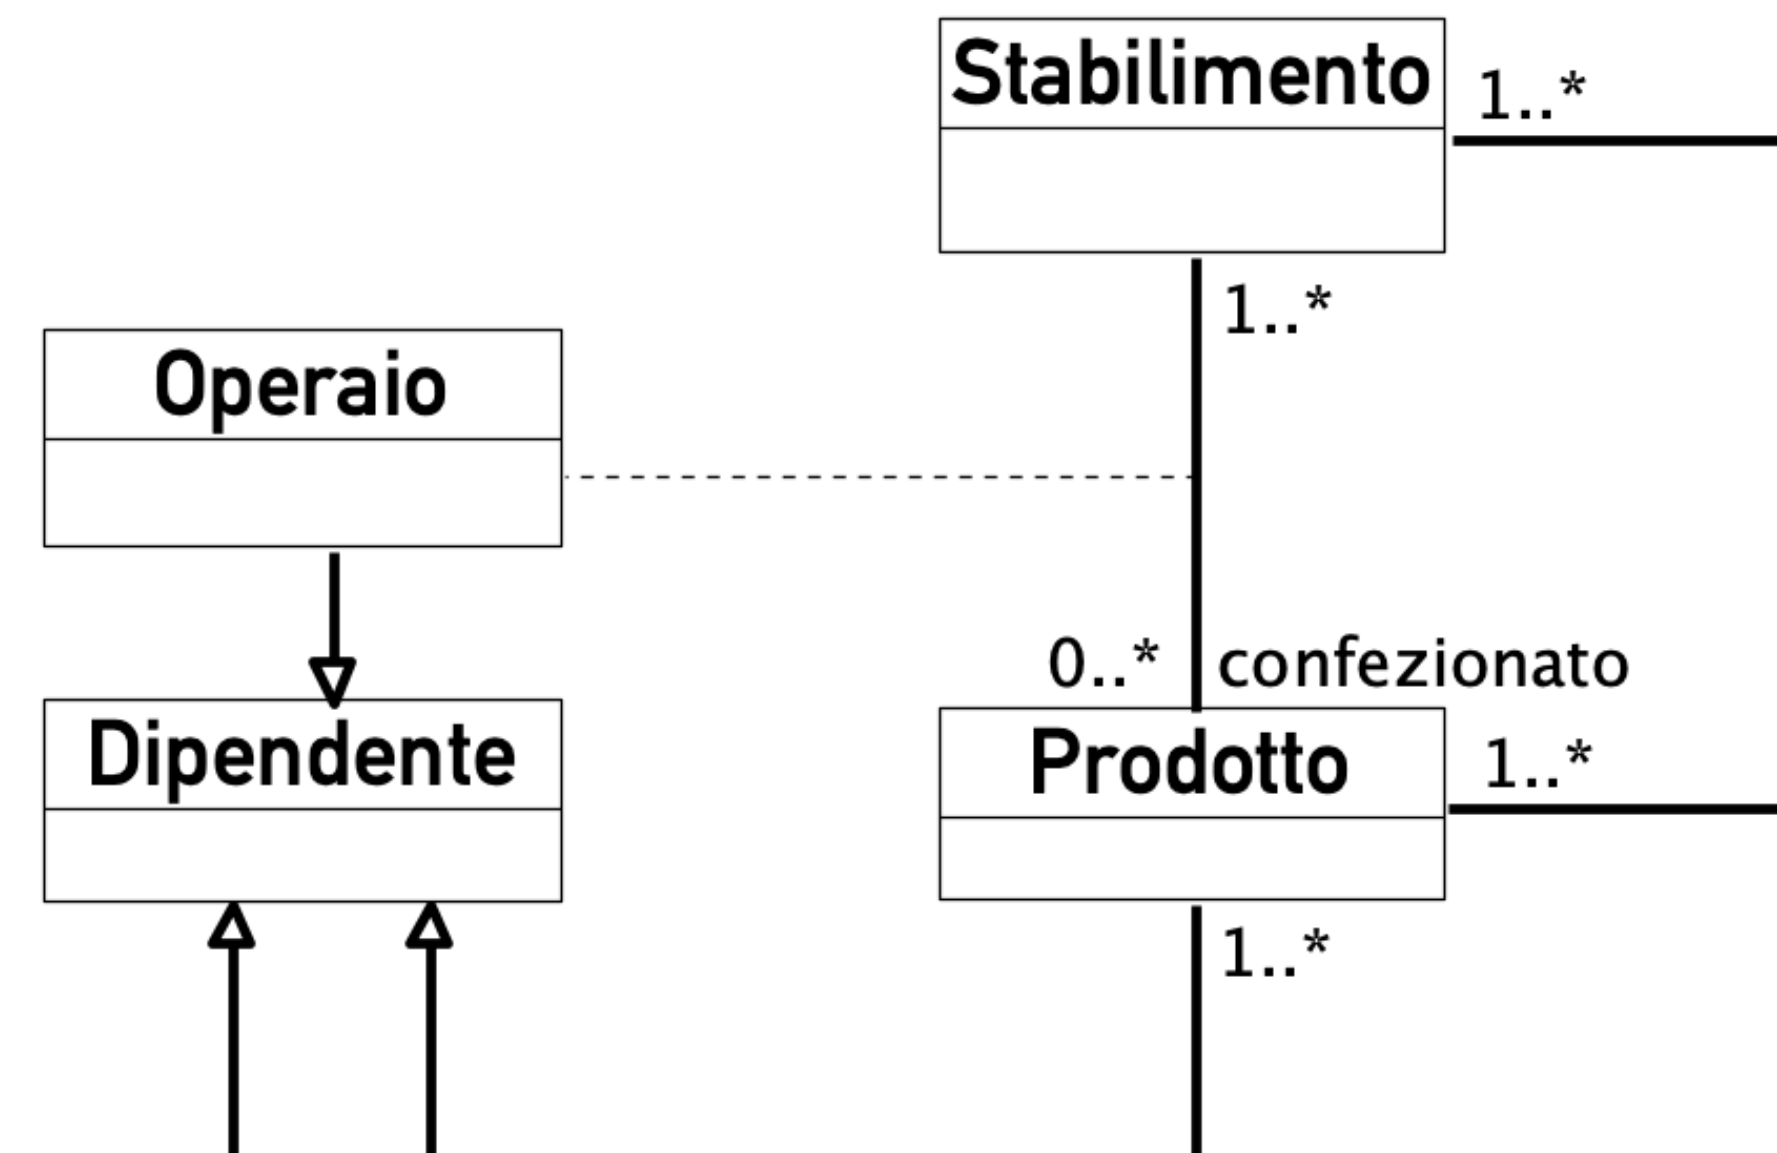 Stabilimento
1..*
1..*
Operaio
0..* confezionato
Dipendente
Prodotto
1..*
1..*